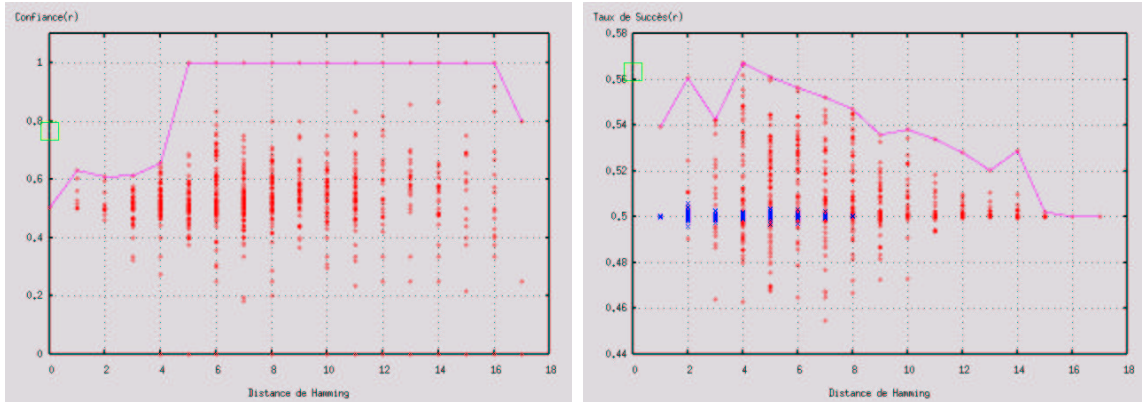 Confiance(r)
1
0.8
0.6
0.4
0.2
0
0 2 4 6 8 10 12 14 16 18
Distance de Hamming
Taux de Succès(r)
0.58
0.56
0.54
0.52
0.5
0.48
0.46
0.44
0 2 4 6 8 10 12 14 16 18
Distance de Hamming